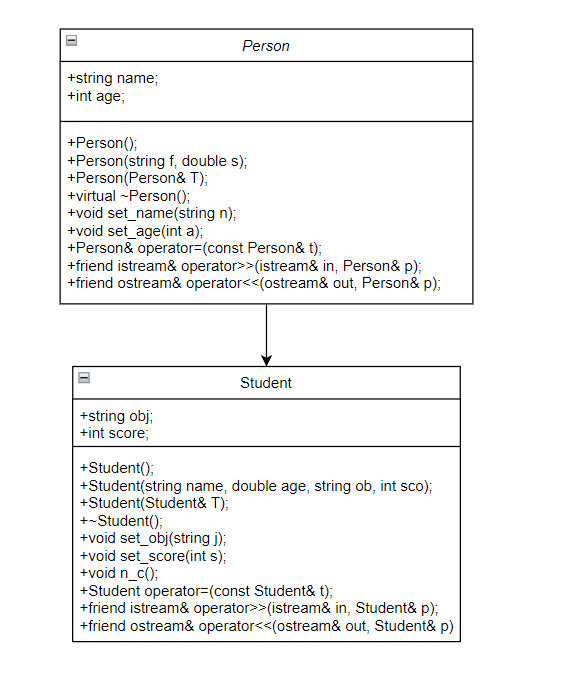 Person
+string name;
+int age;
+Person();
+Person(string f, double s);
+Person(Person& T);
+virtual ~Person();
+void set_name(string n);
+void set_age(int a);
+Person& operator=(const Person& t);
+friend istream& operator>>(istream& in, Person& p);
+friend ostream& operator<<(ostream& out, Person& p);
Student
+string obj;
+int score;
+Student();
+Student(string name, double age, string ob, int sco);
+Student(Student& T);
+~Student();
+void set_obj(string j);
+void set_score(int s);
+void n_c();
+Student operator=(const Student& t);
+friend istream& operator>>(istream& in, Student& p);
+friend ostream& operator<<(ostream& out, Student& p)